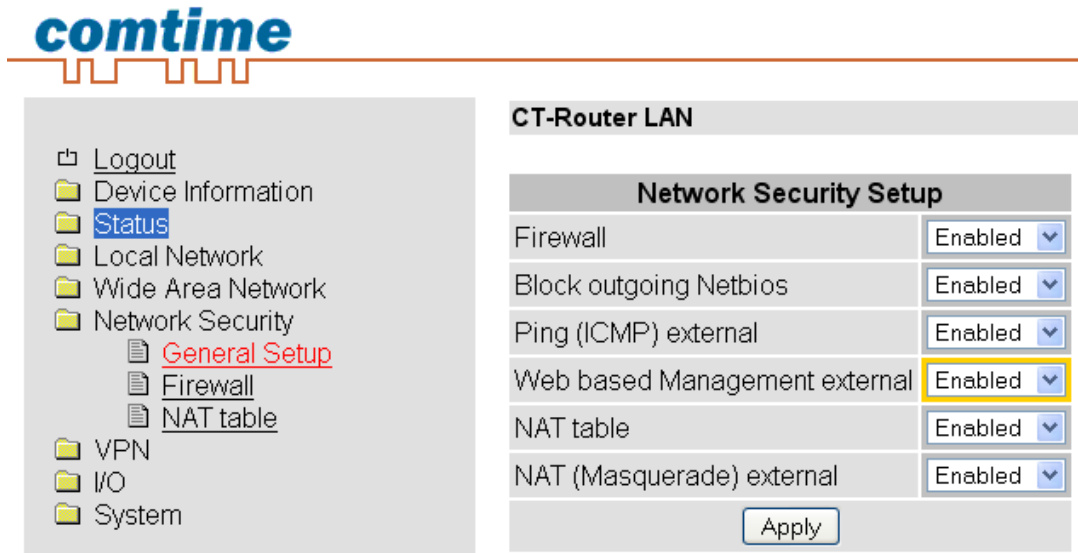 comtime
Logout
Device Information
Status
Local Network
Wide Area Network
Network Security
General Setup
Firewall
NAT table
VPN
I/O
System
CT-Router LAN
Network Security Setup
Firewall Enabled
Block outgoing Netbios Enabled
Ping (ICMP) external Enabled
Web based Management external Enabled
NAT table Enabled
NAT (Masquerade) external Enabled
Apply